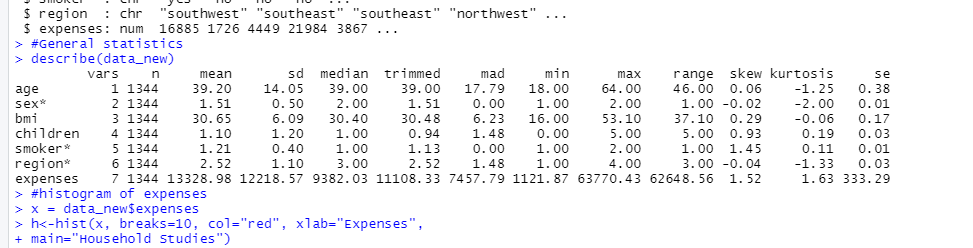 $ region : chr "southwest" "southeast" "southeast" "northwest" ...
$ expenses: num 16885 1726 4449 21984 3867 ...
> #General statistics
> describe(data_new)
vars n mean sd median trimmed mad min max range skew kurtosis se
age 1 1344 39.20 14.05 39.00 39.00 17.79 18.00 64.00 46.00 0.06 -1.25 0.38
sex* 2 1344 1.51 0.50 2.00 1.51 0.00 1.00 2.00 1.00 -0.02 -2.00 0.01
bmi 3 1344 30.65 6.09 30.40 30.48 6.23 16.00 53.10 37.10 0.29 -0.06 0.17
children 4 1344 1.10 1.20 1.00 0.94 1.48 0.00 5.00 5.00 0.93 0.19 0.03
smoker* 5 1344 1.21 0.40 1.00 1.13 0.00 1.00 2.00 1.00 1.45 0.11 0.01
region* 6 1344 2.52 1.10 3.00 2.52 1.48 1.00 4.00 3.00 -0.04 -1.33 0.03
expenses 7 1344 13328.98 12218.57 9382.03 11108.33 7457.79 1121.87 63770.43 62648.56 1.52 1.63 333.29
> #histogram of expenses
> x = data_new$expenses
> h<-hist(x, breaks=10, col="red", xlab="Expenses",
+ main="Household Studies")